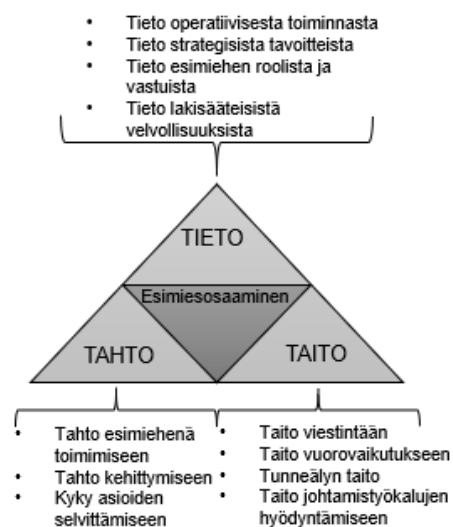 • Tieto operatiivisesta toiminnasta
• Tieto strategisista tavoitteista
• Tieto esimiehen roolista ja
vastuista
• Tieto lakisääteisistä
velvollisuuksista
TIETO
Esimiesosaaminen
TAHTO
TAITO
• Tahto esimiehenä
toimimiseen
• Tahto kehittymiseen
• Kyky asioiden
selvittämiseen
• Taito viestintään
• Taito vuorovaikutukseen
• Tunneälyn taito
• Taito johtamistyökalujen
hyödyntämiseen